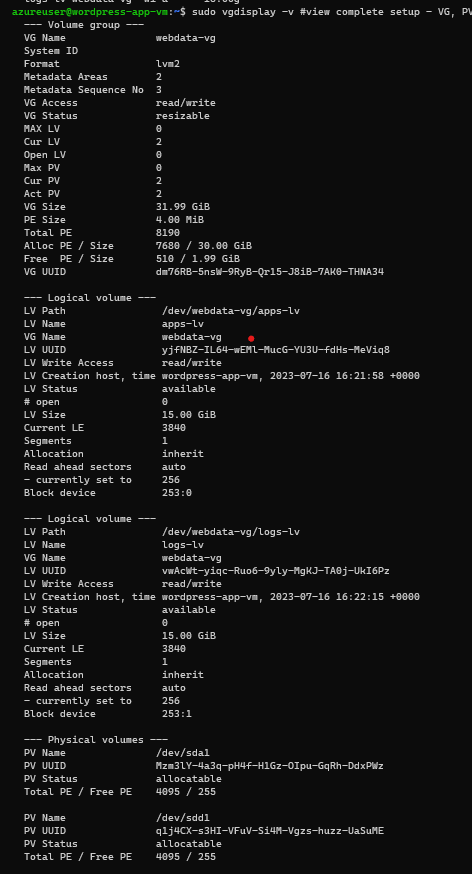 azureuser@wordpress-app-vm:~$ sudo vgdisplay -v #view complete setup - VG, PV
--- Volume group ---
VG Name webdata-vg
System ID
Format lvm2
Metadata Areas 2
Metadata Sequence No 3
VG Access read/write
VG Status resizable
MAX LV 0
Cur LV 2
Open LV 0
Max PV 0
Cur PV 2
Act PV 2
VG Size 31.99 GiB
PE Size 4.00 MiB
Total PE 8190
Alloc PE / Size 7680 / 30.00 GiB
Free PE / Size 510 / 1.99 GiB
VG UUID dm76RB-5nsW-9RyB-Qr15-J8iB-7AK0-THNA34
--- Logical volume ---
LV Path /dev/webdata-vg/apps-lv
LV Name apps-lv
VG Name webdata-vg
LV UUID yjfNBZ-IL64-wEMl-MucG-YU3U-fdHs-MeViq8
LV Write Access read/write
LV Creation host, time wordpress-app-vm, 2023-07-16 16:21:58 +0000
LV Status available
# open 0
LV Size 15.00 GiB
Current LE 3840
Segments 1
Allocation inherit
Read ahead sectors auto
- currently set to 256
Block device 253:0
--- Logical volume ---
LV Path /dev/webdata-vg/logs-lv
LV Name logs-lv
VG Name webdata-vg
LV UUID vwAcWt-yiqc-Ruo6-9yly-MgKJ-TA0j-UkI6Pz
LV Write Access read/write
LV Creation host, time wordpress-app-vm, 2023-07-16 16:22:15 +0000
LV Status available
# open 0
LV Size 15.00 GiB
Current LE 3840
Segments 1
Allocation inherit
Read ahead sectors auto
- currently set to 256
Block device 253:1
--- Physical volumes ---
PV Name /dev/sda1
PV UUID Mzm3lY-4a3q-pH4f-H1Gz-OIpu-GqRh-DdxPWz
PV Status allocatable
Total PE / Free PE 4095 / 255
PV Name /dev/sdd1
PV UUID q1j4CX-s3HI-VFuV-Si4M-Vgzs-huzz-UaSuME
PV Status allocatable
Total PE / Free PE 4095 / 255